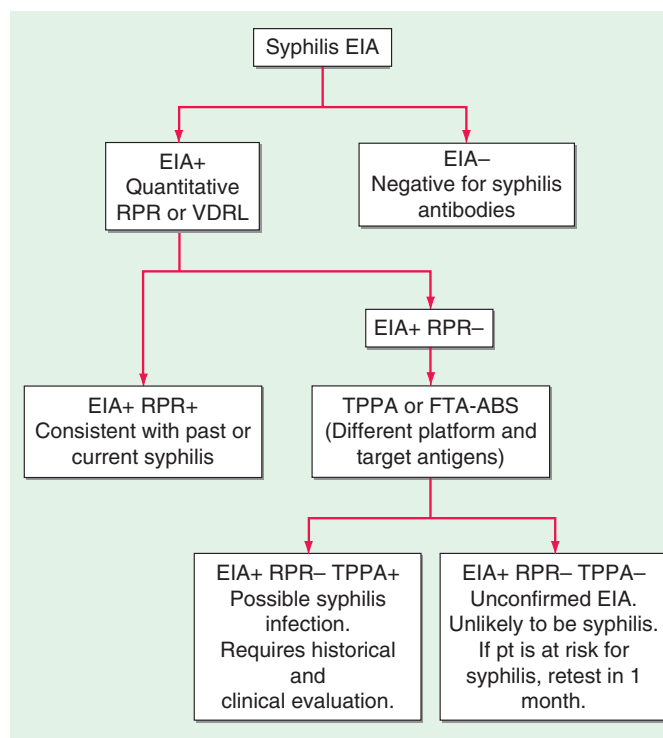 Syphilis EIA
EIA+
Quantitative
RPR or VDRL
EIA–
Negative for syphilis
antibodies
EIA+ RPR–
EIA+ RPR+
Consistent with past or
current syphilis
TPPA or FTA-ABS
(Different platform and
target antigens)
EIA+ RPR– TPPA+
Possible syphilis
infection.
Requires historical
and
clinical evaluation.
EIA+ RPR– TPPA–
Unconfirmed EIA.
Unlikely to be syphilis.
If pt is at risk for
syphilis, retest in 1
month.